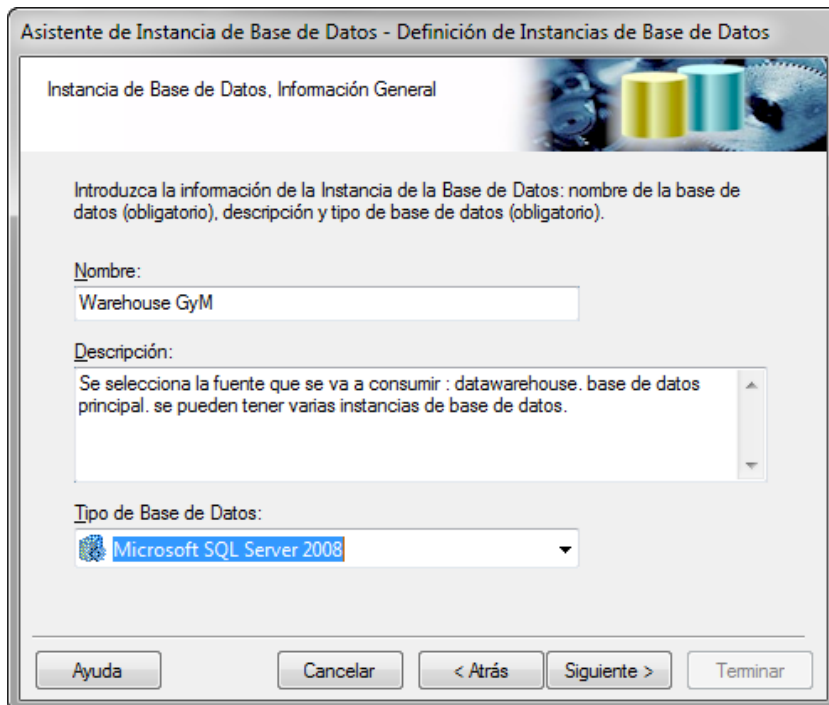 Asistente de Instancia de Base de Datos - Definición de Instancias de Base de Datos
Instancia de Base de Datos, Información General
Introduzca la información de la Instancia de la Base de Datos: nombre de la base de
datos (obligatorio), descripción y tipo de base de datos (obligatorio).
Nombre:
Warehouse GyM
Descripción:
Se selecciona la fuente que se va a consumir : datawarehouse. base de datos
principal. se pueden tener varias instancias de base de datos.
Tipo de Base de Datos:
Microsoft SQL Server 2008
Ayuda
Cancelar
< Atrás
Siguiente >
Terminar